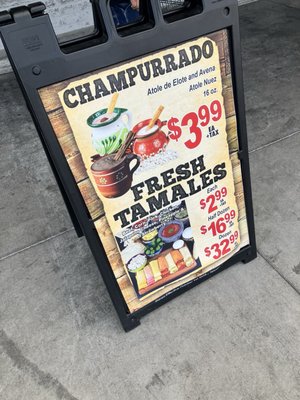 CHAMPURRADO
Atole de Elote and Avena
Atole Nuez
16 oz.
$3.99
EA
+TAX
FRESH
TAMALES
Each
$2.99
Half Dozen
$16.99
Dozen
$32.99